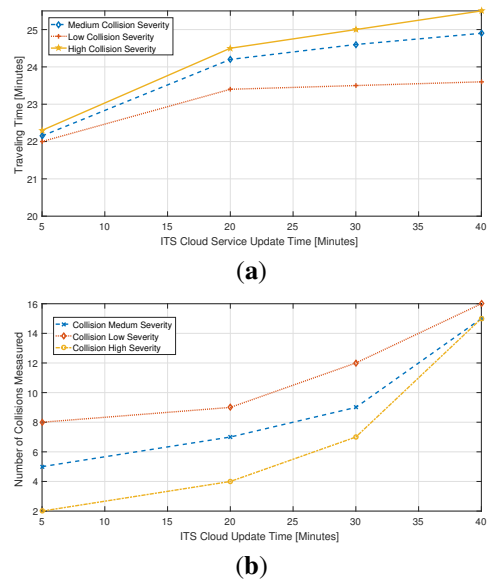 25
24
23
22
21
20
Traveling Time [Minutes]
Medium Collision Severity
Low Collision Severity
High Collision Severity
5 10 15 20 25 30 35 40
ITS Cloud Service Update Time [Minutes]
(a)
16
14
12
10
8
6
4
2
Number of Collisions Mesasured
Collision Medum Severity
Collision Low Severity
Collision High Severity
5 10 15 20 25 30 35 40
ITS Cloud Update Time [Minutes]
(b)